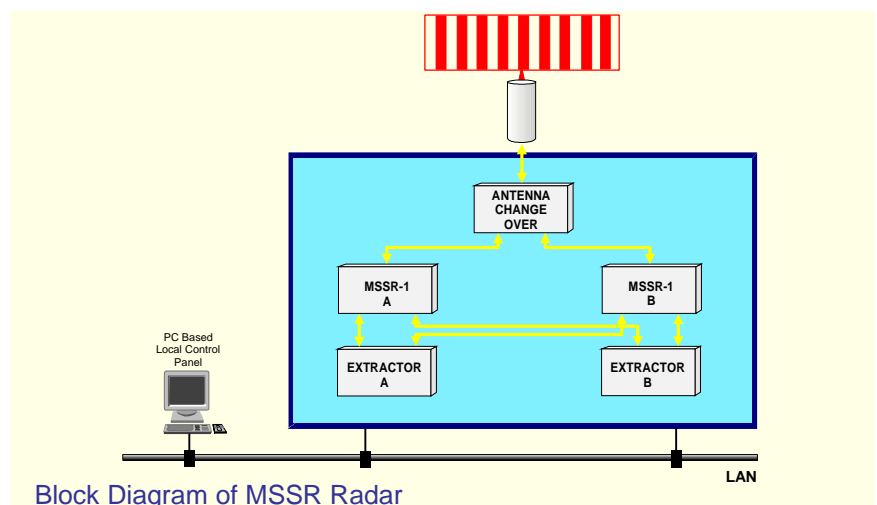 ANTENNA
CHANGE
OVER
MSSR-1
A
MSSR-1
B
PC Based
Local Control
Panel
EXTRACTOR
A
EXTRACTOR
B
LAN
Block Diagram of MSSR Radar